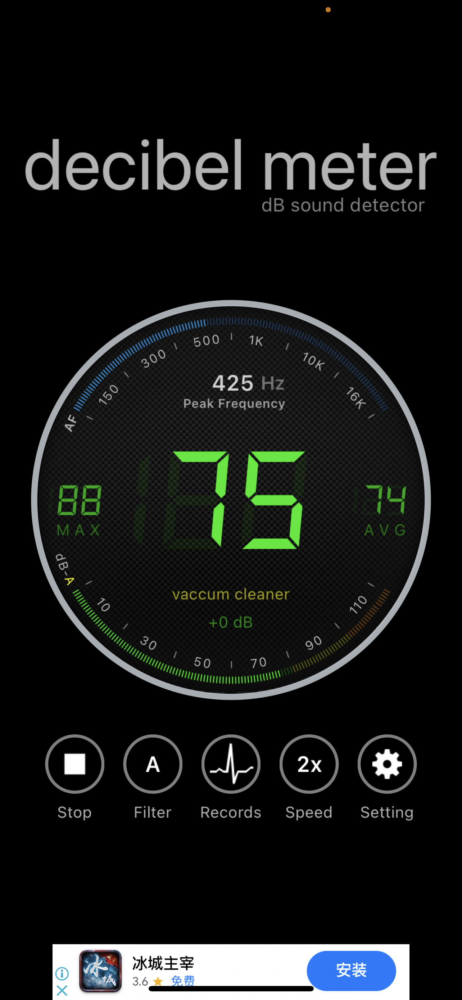 decibel meter
dB sound detector
AF 150 300 500 1K 10K 16K
425 Hz
Peak Frequency
75
88
MAX
74
AVG
dB-A 10 30 50 70 90 110
vaccum cleaner
+0 dB
A
2x
Stop
Filter
Records
Speed
Setting
冰城
冰城主宰
3.6 免费
安装